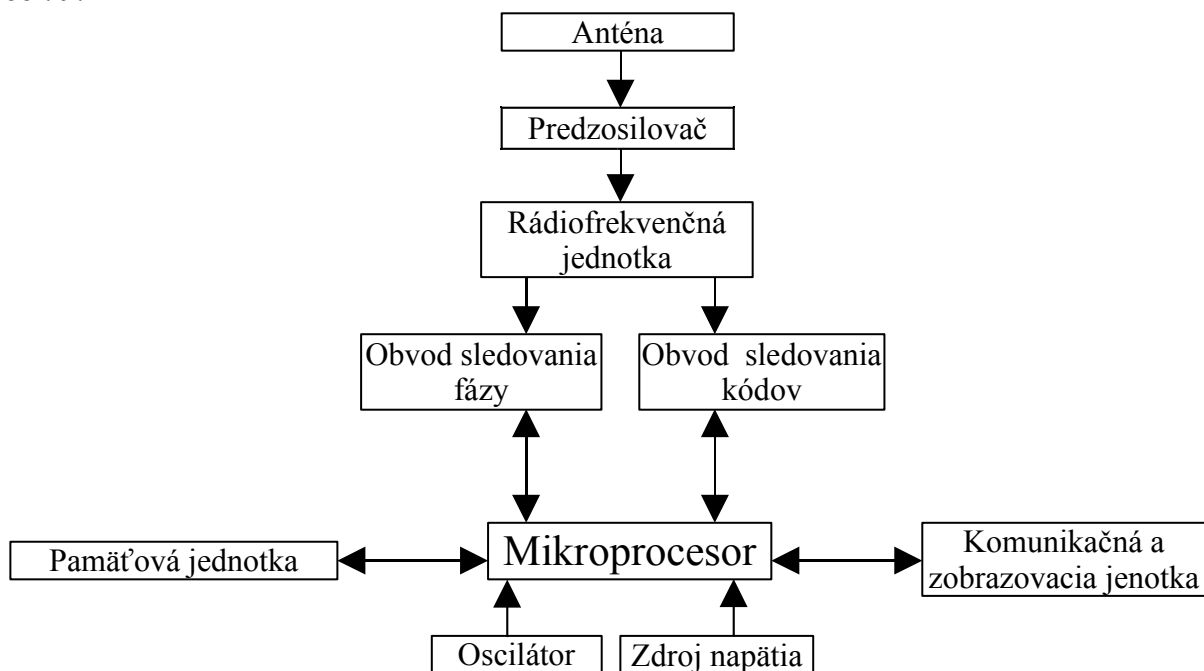 Anténa
Predzosilovač
Rádiofrekvenčná
jednotka
Obvod sledovania
fázy
Obvod sledovania
kódov
Pamäťová jednotka
Mikroprocesor
Komunikačná a
zobrazovacia jenotka
Oscilátor
Zdroj napätia